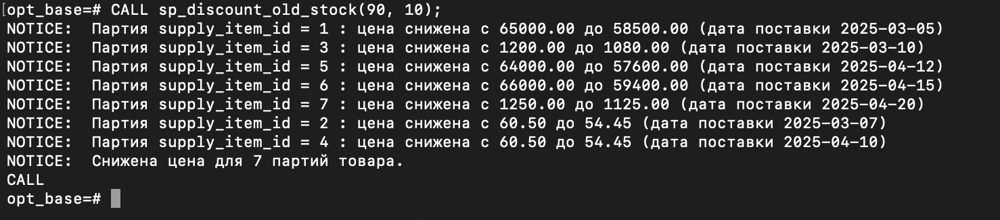 [opt_base=# CALL sp_discount_old_stock(90, 10);
NOTICE:  Партия supply_item_id = 1 : цена снижена с 65000.00 до 58500.00 (дата поставки 2025-03-05)
NOTICE:  Партия supply_item_id = 3 : цена снижена с 1200.00 до 1080.00 (дата поставки 2025-03-10)
NOTICE:  Партия supply_item_id = 5 : цена снижена с 64000.00 до 57600.00 (дата поставки 2025-04-12)
NOTICE:  Партия supply_item_id = 6 : цена снижена с 66000.00 до 59400.00 (дата поставки 2025-04-15)
NOTICE:  Партия supply_item_id = 7 : цена снижена с 1250.00 до 1125.00 (дата поставки 2025-04-20)
NOTICE:  Партия supply_item_id = 2 : цена снижена с 60.50 до 54.45 (дата поставки 2025-03-07)
NOTICE:  Партия supply_item_id = 4 : цена снижена с 60.50 до 54.45 (дата поставки 2025-04-10)
NOTICE:  Снижена цена для 7 партий товара.
CALL
opt_base=#